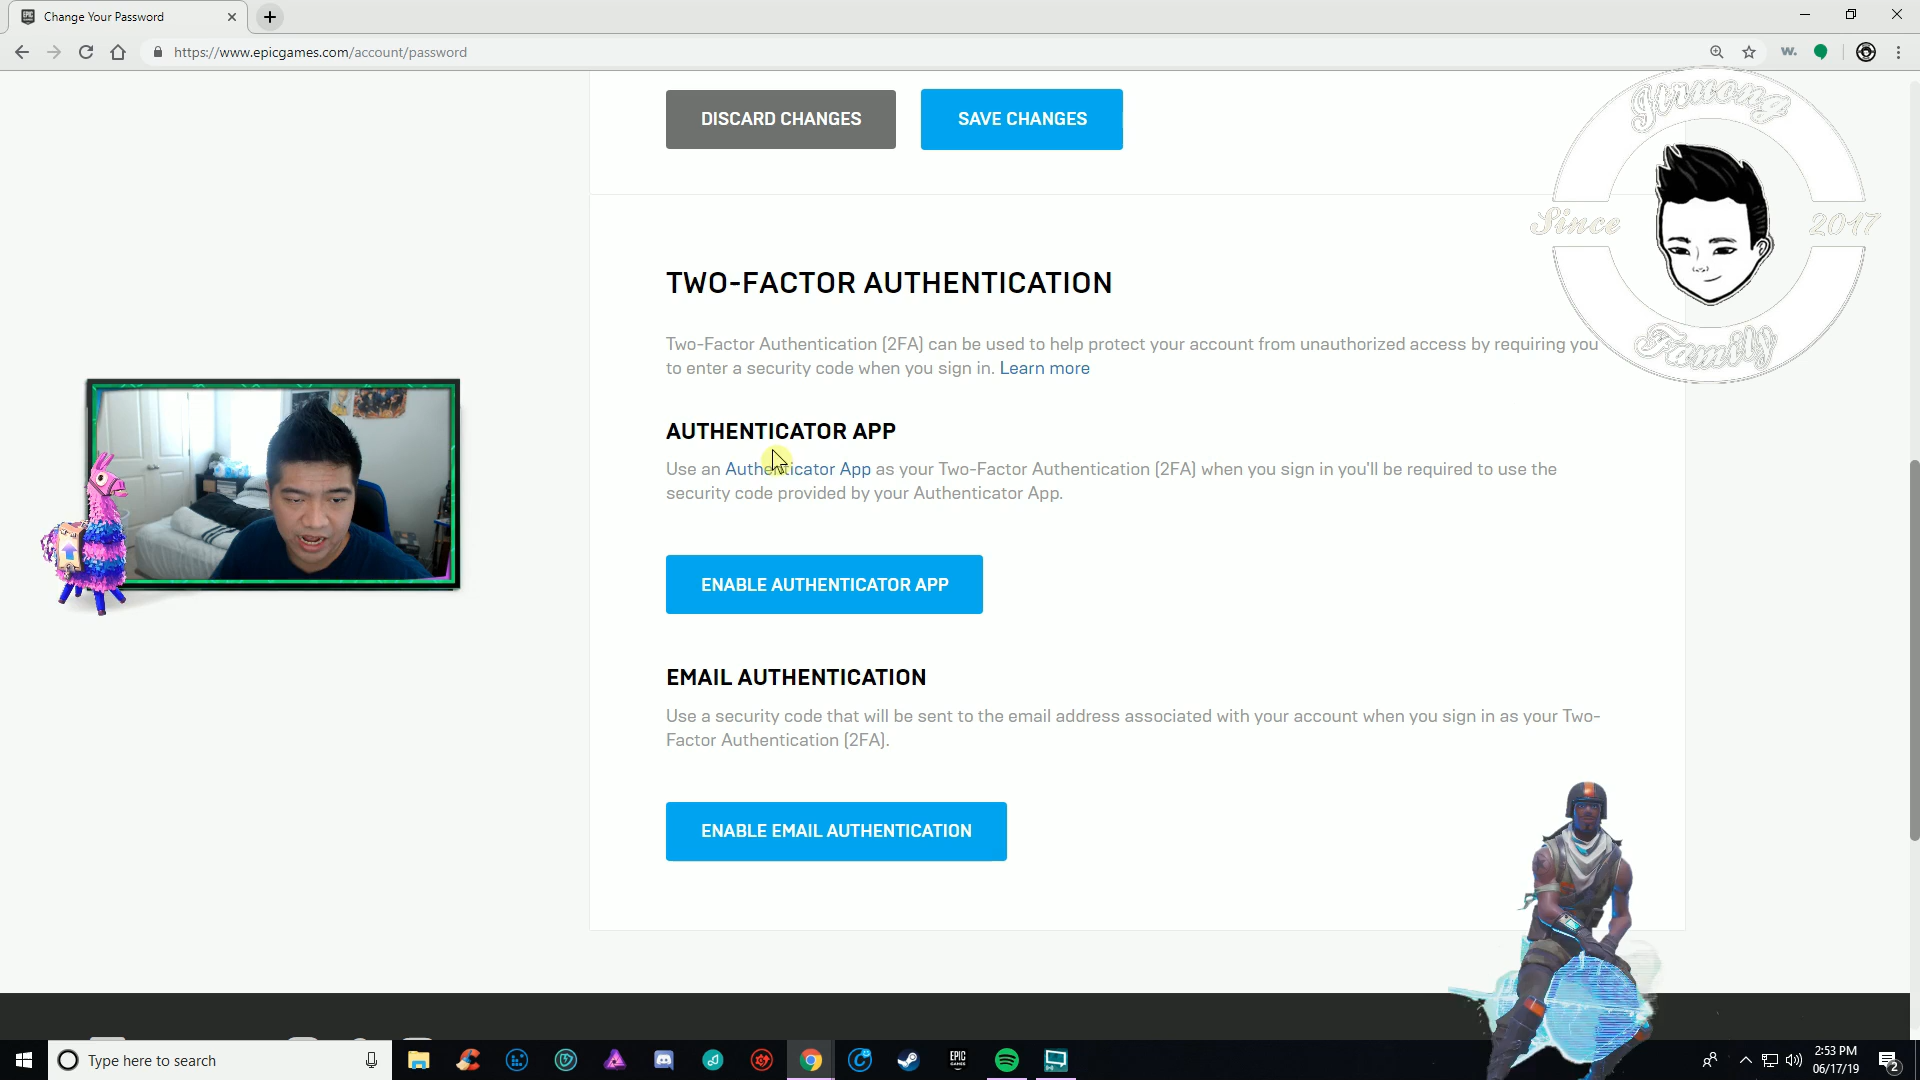 Change Your Password
https://www.epicgames.com/account/password
w.
DISCARD CHANGES
SAVE CHANGES
Jtruong
Since
2017
Family
TWO-FACTOR AUTHENTICATION
Two-Factor Authentication (2FA) can be used to help protect your account from unauthorized access by requiring you
to enter a security code when you sign in. Learn more
AUTHENTICATOR APP
Use an Authenticator App as your Two-Factor Authentication (2FA) when you sign in you'll be required to use the
security code provided by your Authenticator App.
ENABLE AUTHENTICATOR APP
EMAIL AUTHENTICATION
Use a security code that will be sent to the email address associated with your account when you sign in as your Two-
Factor Authentication (2FA).
ENABLE EMAIL AUTHENTICATION
Type here to search
EPIC
GAMES
2:53 PM
06/17/19
2